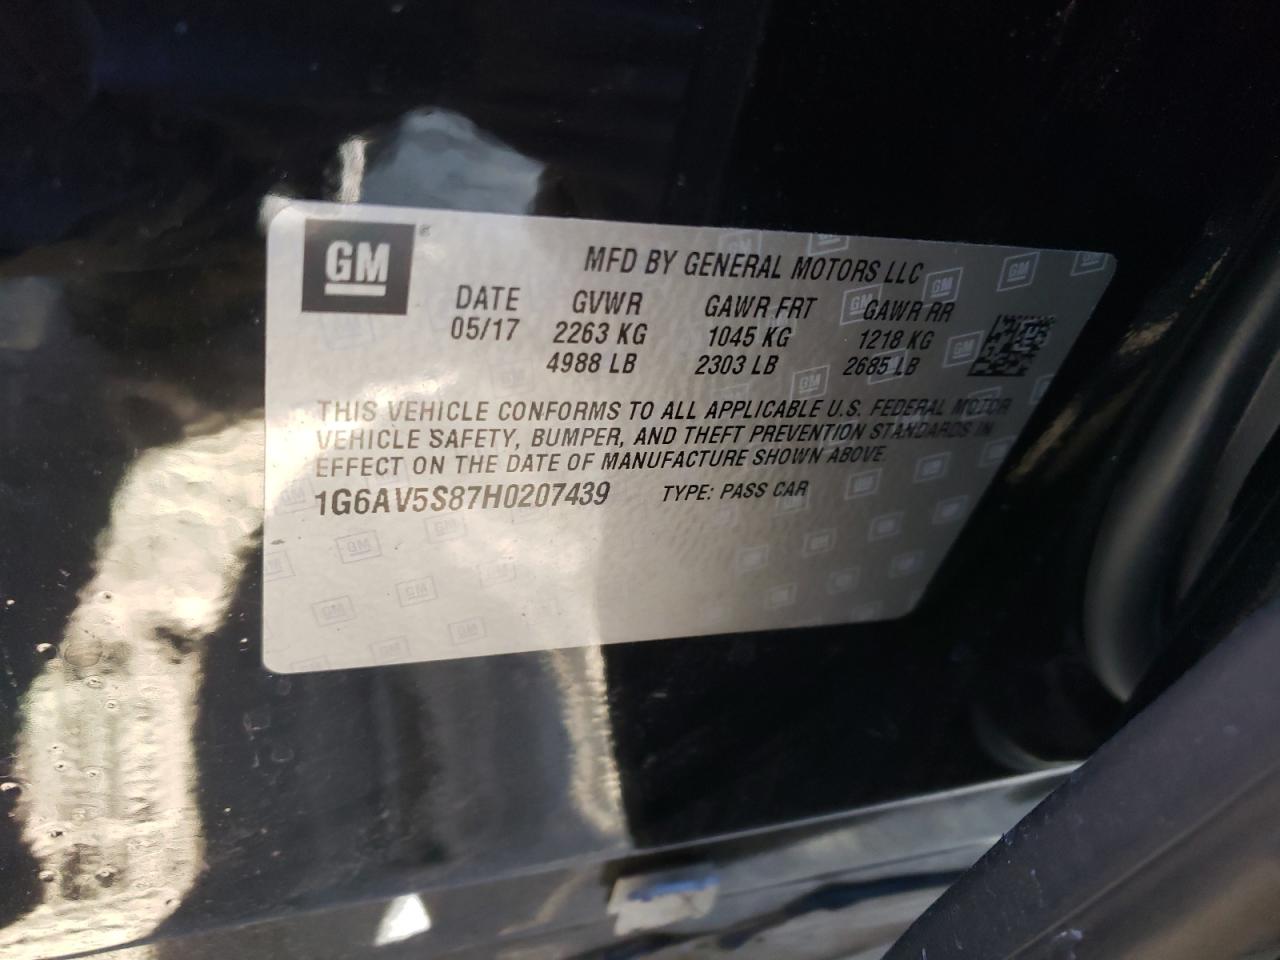 GM
MFD BY GENERAL MOTORS LLC
DATE GVWR GAWR FRT GAWR RR
05/17 2263 KG 1045 KG 1218 KG
4988 LB 2303 LB 2685 LB
THIS VEHICLE CONFORMS TO ALL APPLICABLE U.S. FEDERAL MOTOR
VEHICLE SAFETY, BUMPER, AND THEFT PREVENTION STANDARDS IN
EFFECT ON THE DATE OF MANUFACTURE SHOWN ABOVE.
1G6AV5S87H0207439 TYPE: PASS CAR